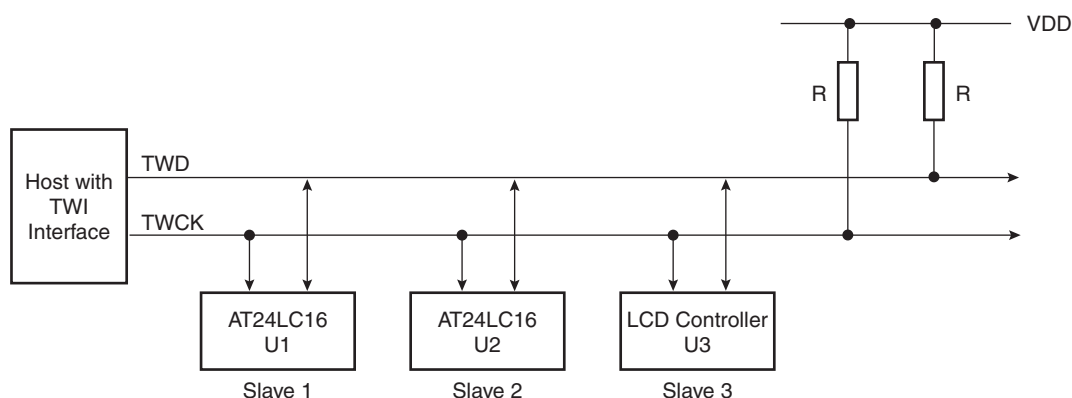 VDD
R
R
Host with
TWI
Interface
TWD
TWCK
AT24LC16
U1
AT24LC16
U2
LCD Controller
U3
Slave 1
Slave 2
Slave 3